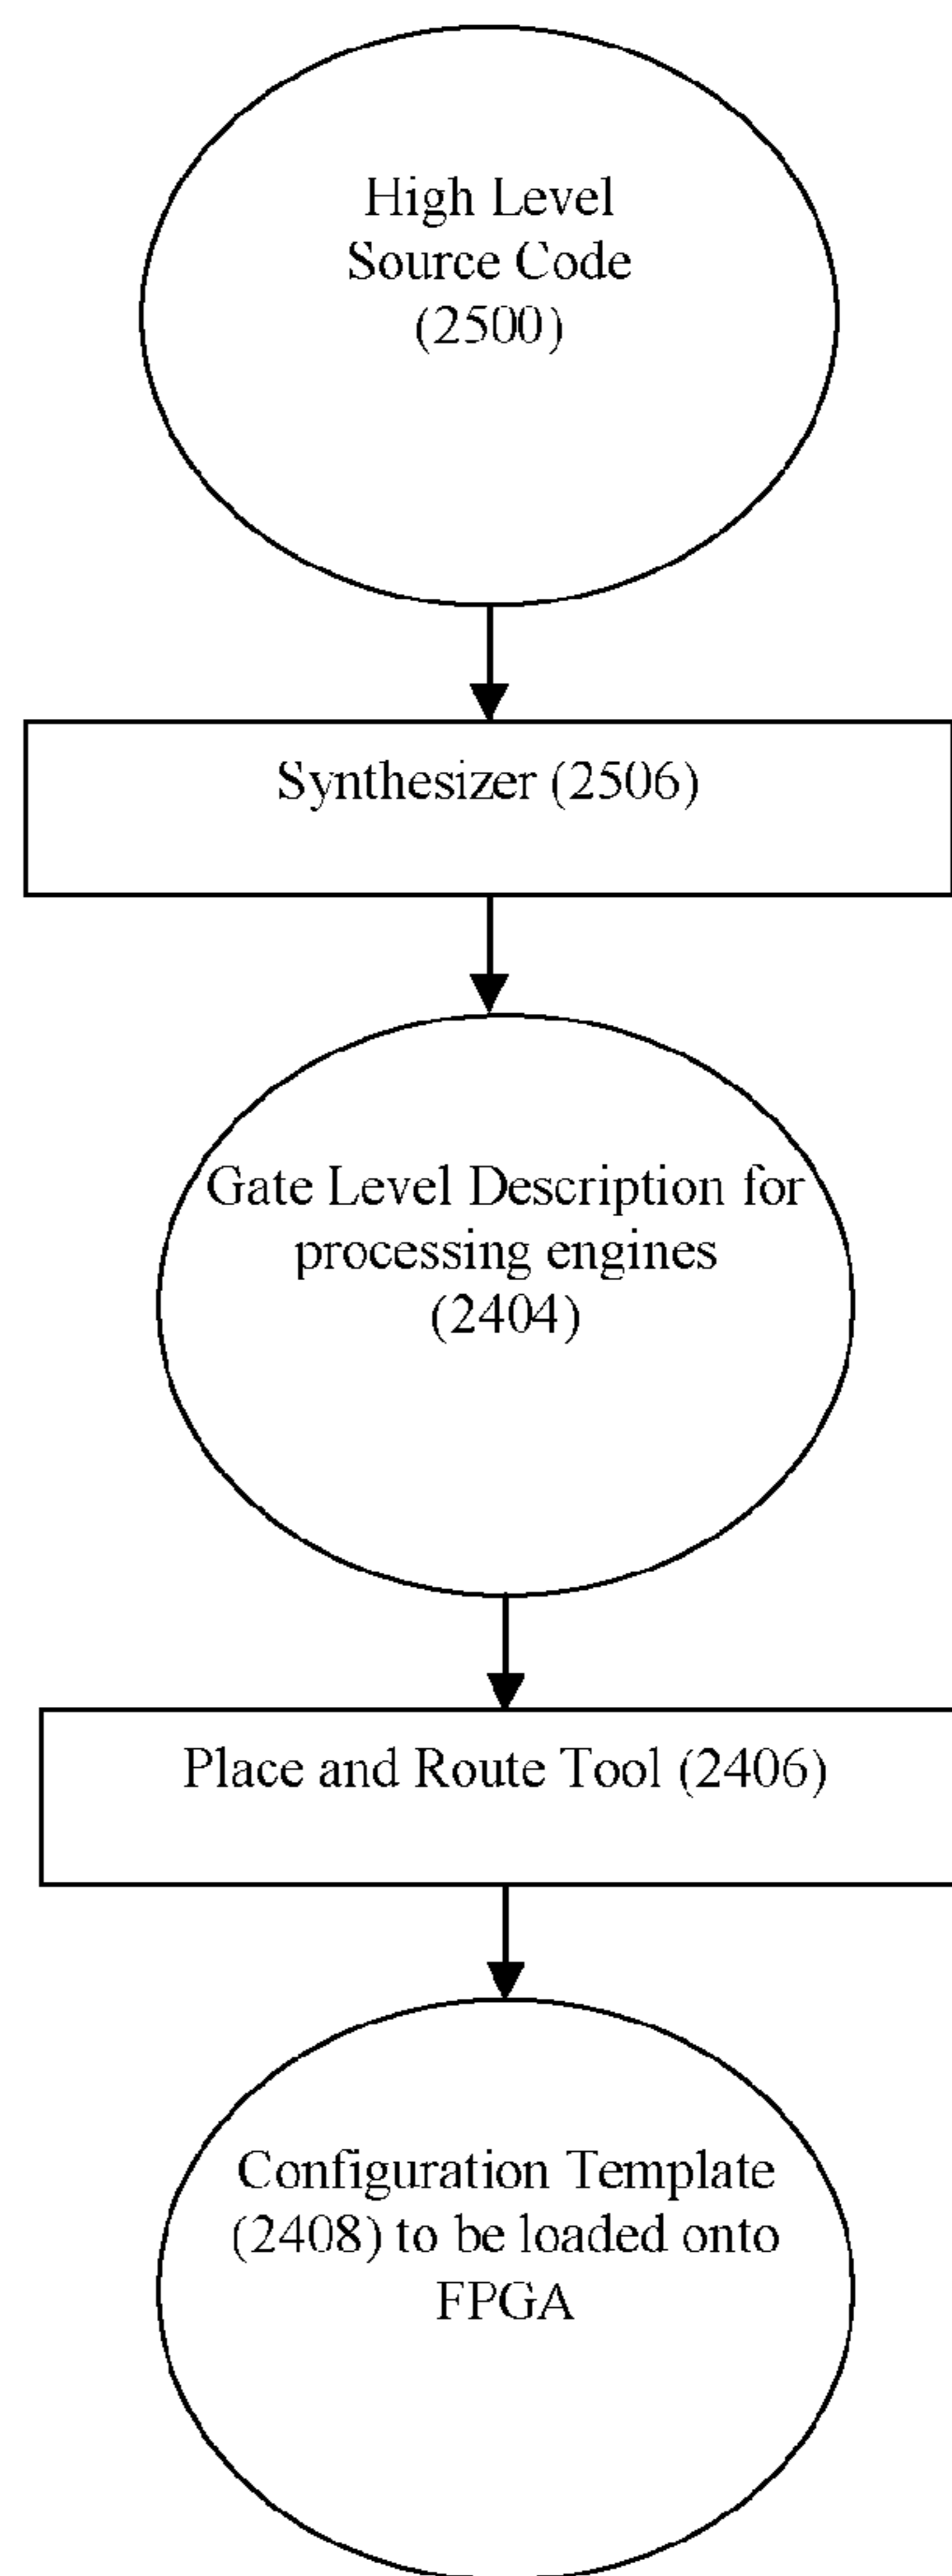 High Level
Source Code
(2500)
Synthesizer (2506)
Gate Level Description for
processing engines
(2404)
Place and Route Tool (2406)
Configuration Template
(2408) to be loaded onto
FPGA